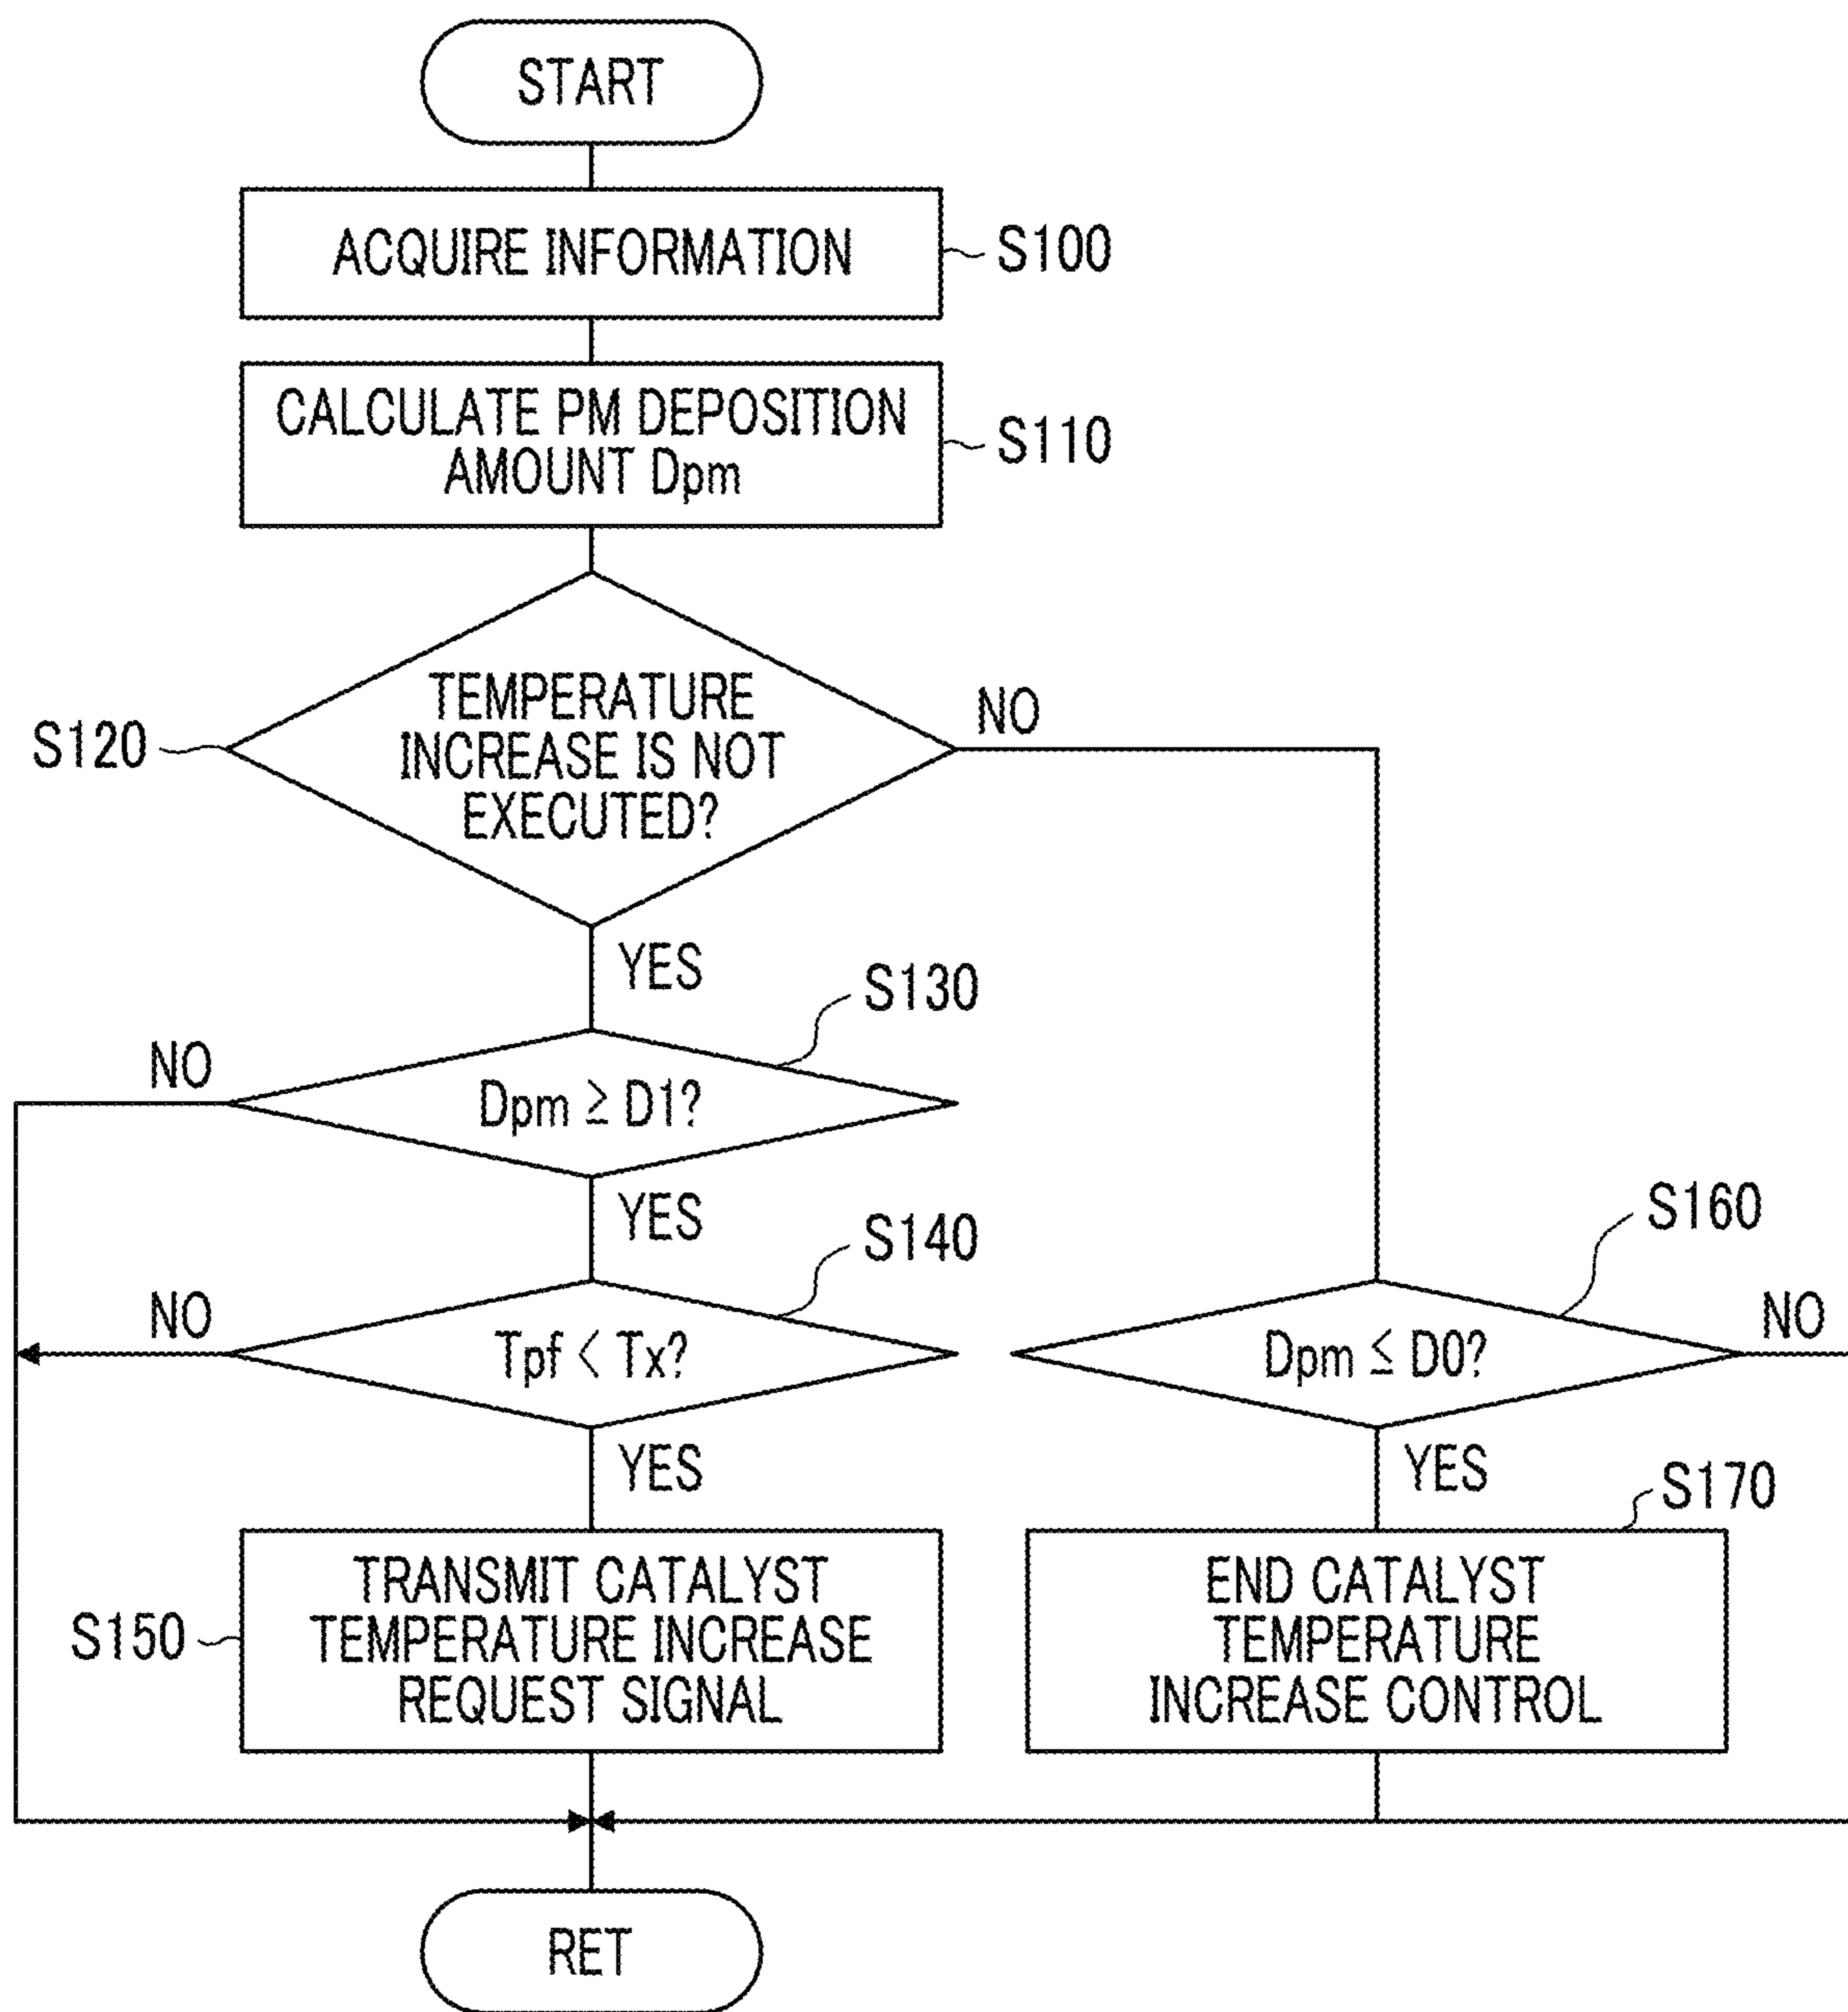 START
ACQUIRE INFORMATION
S100
CALCULATE PM DEPOSITION
AMOUNT Dpm
S110
TEMPERATURE
INCREASE IS NOT
EXECUTED?
S120
NO
YES
S130
NO
Dpm ≥ D1?
YES
S140
NO
Tpf < Tx?
YES
S160
Dpm ≤ D0?
NO
YES
S150
TRANSMIT CATALYST
TEMPERATURE INCREASE
REQUEST SIGNAL
S170
END CATALYST
TEMPERATURE
INCREASE CONTROL
RET